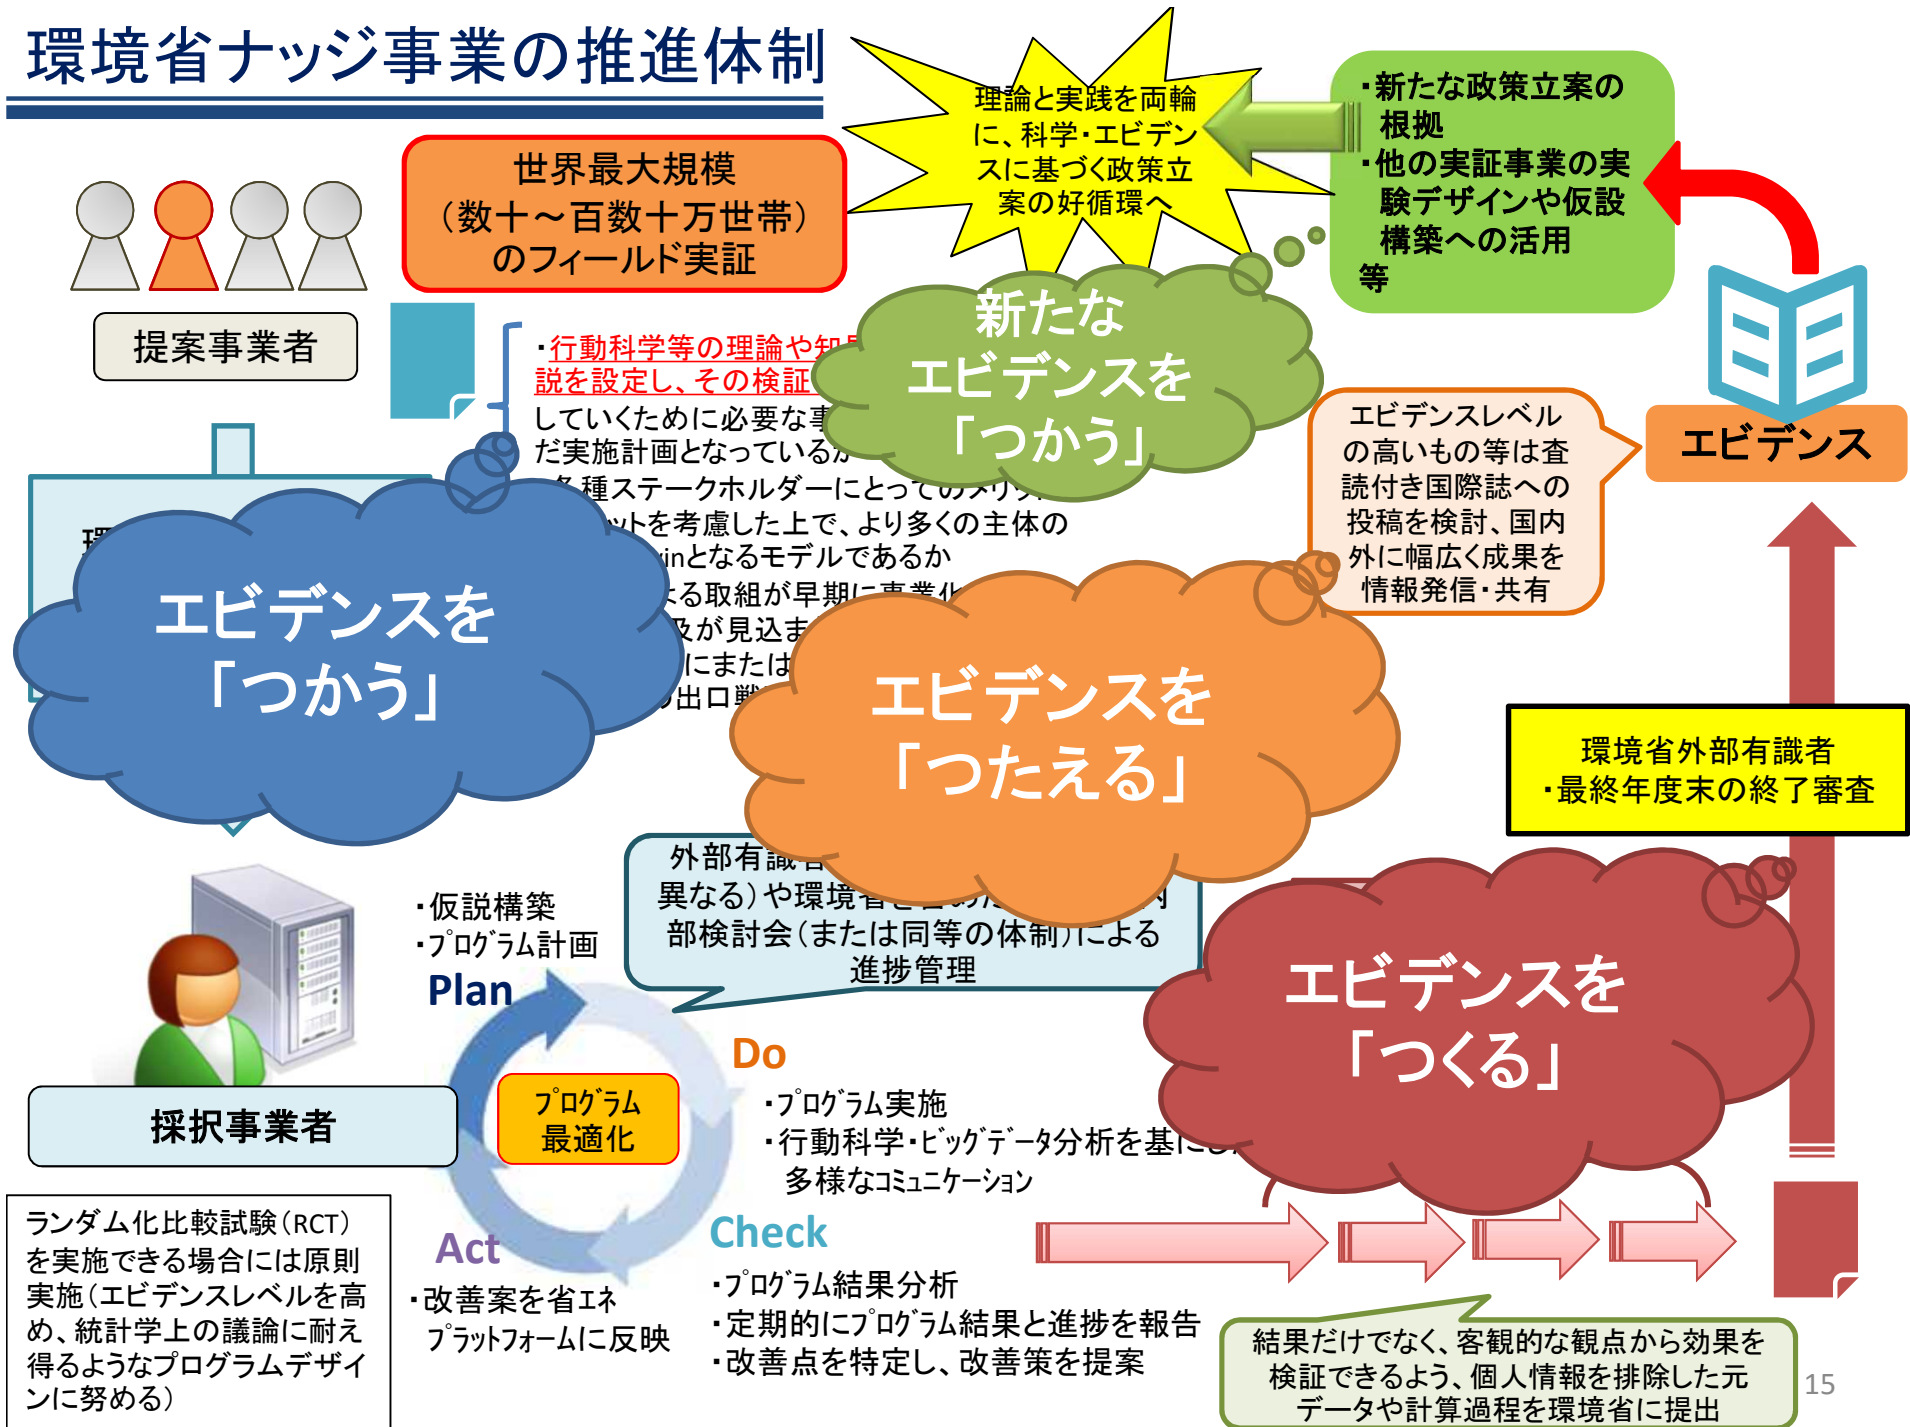 環境省ナッジ事業の推進体制
理論と実践を両輪
に、科学・エビデン
スに基づく政策立
案の好循環へ
・新たな政策立案の
根拠
・他の実証事業の実
験デザインや仮設
構築への活用
等
世界最大規模
（数十～百数十万世帯）
のフィールド実証
提案事業者
・行動科学等の理論や知
説を設定し、その検証
していくために必要な事
だ実施計画となっているか
各種ステークホルダーにとってのメリット
ットを考慮した上で、より多くの主体の
inとなるモデルであるか
よる取組が早期に事業化
及が見込ま
にまたは
出口戦
新たな
エビデンスを
「つかう」
エビデンスレベル
の高いもの等は査
読付き国際誌への
投稿を検討、国内
外に幅広く成果を
情報発信・共有
エビデンス
環
エビデンスを
「つかう」
エビデンスを
「つたえる」
環境省外部有識者
・最終年度末の終了審査
外部有識者
異なる）や環境省を含めた
部検討会（または同等の体制）による
進捗管理
エビデンスを
「つくる」
・仮説構築
・プログラム計画
Plan
Do
・プログラム実施
・行動科学・ビッグデータ分析を基にし
多様なコミュニケーション
採択事業者
プログラム
最適化
Check
・プログラム結果分析
・定期的にプログラム結果と進捗を報告
・改善点を特定し、改善策を提案
Act
・改善案を省エネ
プラットフォームに反映
ランダム化比較試験（RCT）
を実施できる場合には原則
実施（エビデンスレベルを高
め、統計学上の議論に耐え
得るようなプログラムデザイ
ンに努める）
結果だけでなく、客観的な観点から効果を
検証できるよう、個人情報を排除した元
データや計算過程を環境省に提出
15